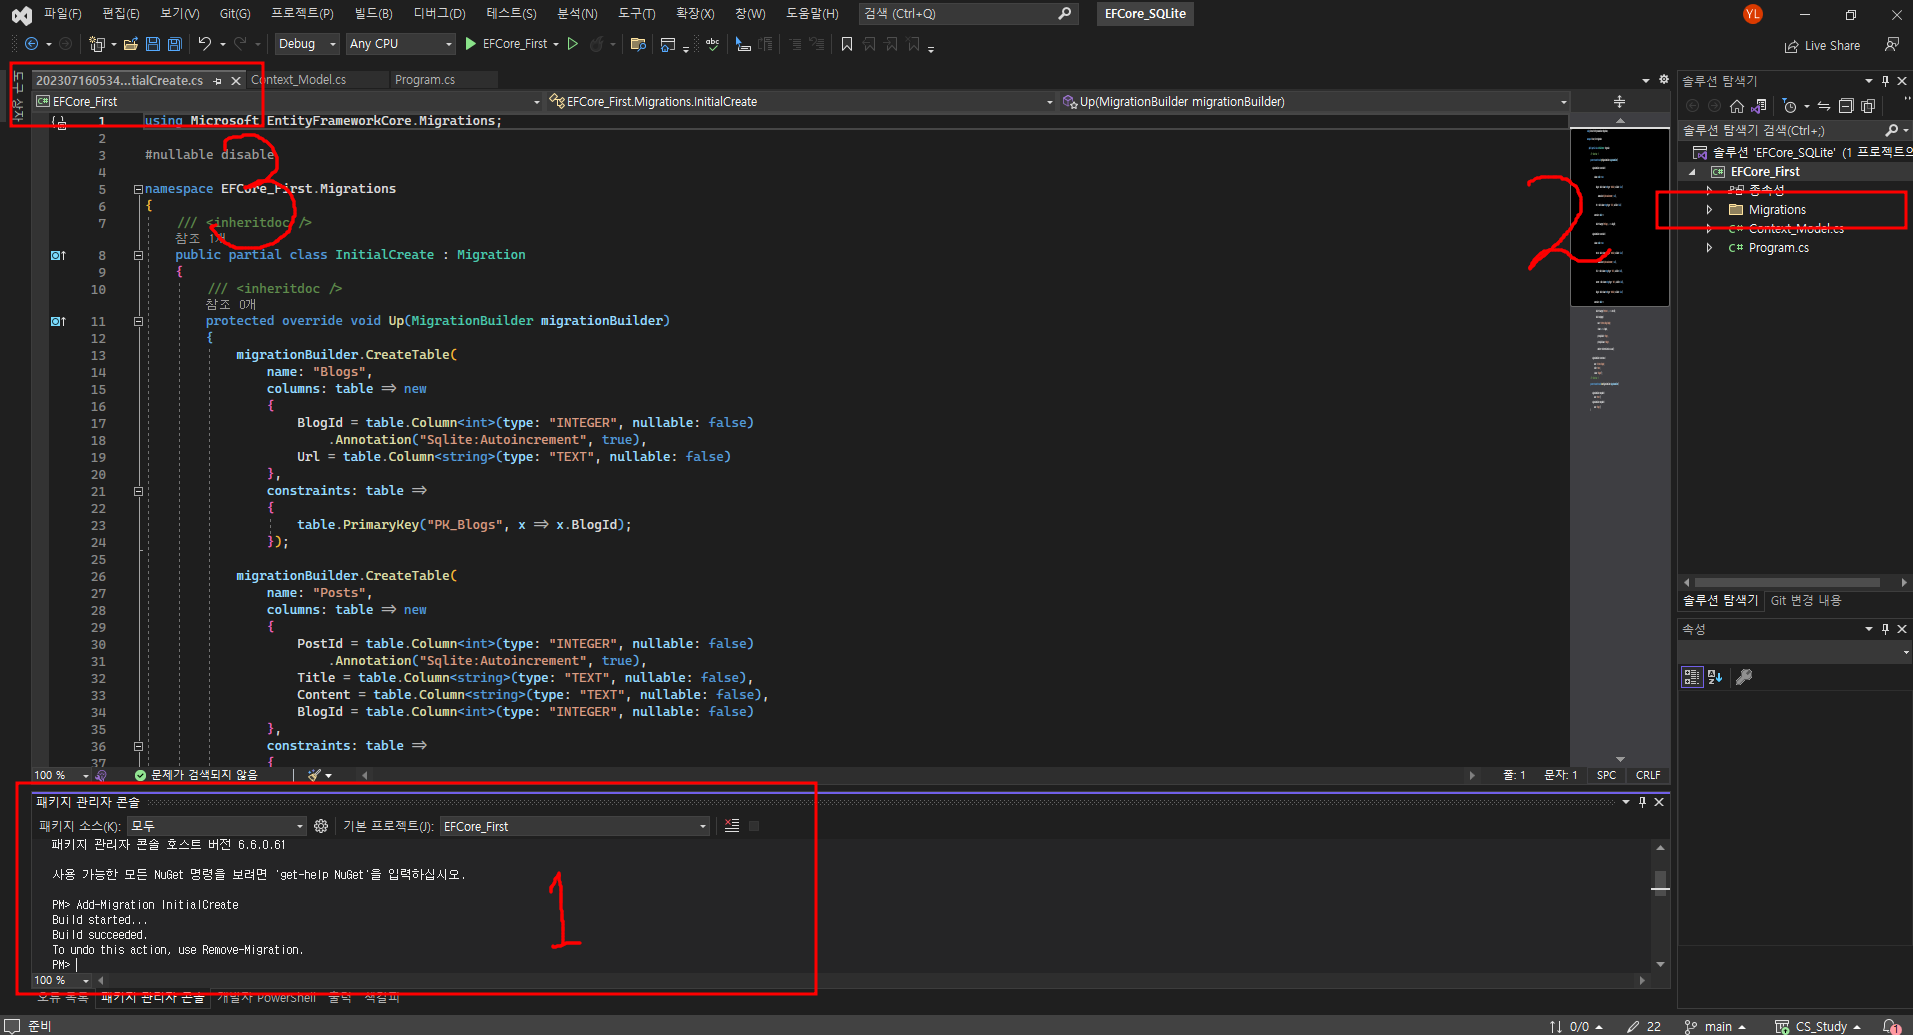 파일(F) 편집(E) 보기(V) Git(G) 프로젝트(P) 빌드(B) 디버그(D) 테스트(S) 분석(N) 도구(T) 확장(X) 창(W) 도움말(H) 검색 (Ctrl+Q) EFCore_SQLite YL
Debug Any CPU EFCore_First Live Share
202307160534...tialCreate.cs Context_Model.cs Program.cs
EFCore_First EFCore_First.Migrations.InitialCreate Up(MigrationBuilder migrationBuilder)
1 using Microsoft.EntityFrameworkCore.Migrations;
2
3 #nullable disable
4
5 namespace EFCore_First.Migrations
6 {
7 /// <inheritdoc />
참조 1개
8 public partial class InitialCreate : Migration
9 {
10 /// <inheritdoc />
참조 0개
11 protected override void Up(MigrationBuilder migrationBuilder)
12 {
13 migrationBuilder.CreateTable(
14 name: "Blogs",
15 columns: table => new
16 {
17 BlogId = table.Column<int>(type: "INTEGER", nullable: false)
18 .Annotation("Sqlite:Autoincrement", true),
19 Url = table.Column<string>(type: "TEXT", nullable: false)
20 },
21 constraints: table =>
22 {
23 table.PrimaryKey("PK_Blogs", x => x.BlogId);
24 });
25
26 migrationBuilder.CreateTable(
27 name: "Posts",
28 columns: table => new
29 {
30 PostId = table.Column<int>(type: "INTEGER", nullable: false)
31 .Annotation("Sqlite:Autoincrement", true),
32 Title = table.Column<string>(type: "TEXT", nullable: false),
33 Content = table.Column<string>(type: "TEXT", nullable: false),
34 BlogId = table.Column<int>(type: "INTEGER", nullable: false)
35 },
36 constraints: table =>
37 {
3
2
100 % 문제가 검색되지 않음 줄: 1 문자: 1 SPC CRLF
솔루션 탐색기
솔루션 탐색기 검색(Ctrl+;)
솔루션 'EFCore_SQLite' (1 프로젝트의
EFCore_First
종속성
Migrations
C# Context_Model.cs
C# Program.cs
솔루션 탐색기 Git 변경 내용
속성
패키지 관리자 콘솔
패키지 소스(K): 모두 기본 프로젝트(J): EFCore_First
패키지 관리자 콘솔 호스트 버전 6.6.0.61
사용 가능한 모든 NuGet 명령을 보려면 'get-help NuGet'을 입력하십시오.
PM> Add-Migration InitialCreate
Build started...
Build succeeded.
To undo this action, use Remove-Migration.
PM>
1
100 %
오류 목록 패키지 관리자 콘솔 개발자 PowerShell 출력 책갈피
준비 0/0 22 main CS_Study 1